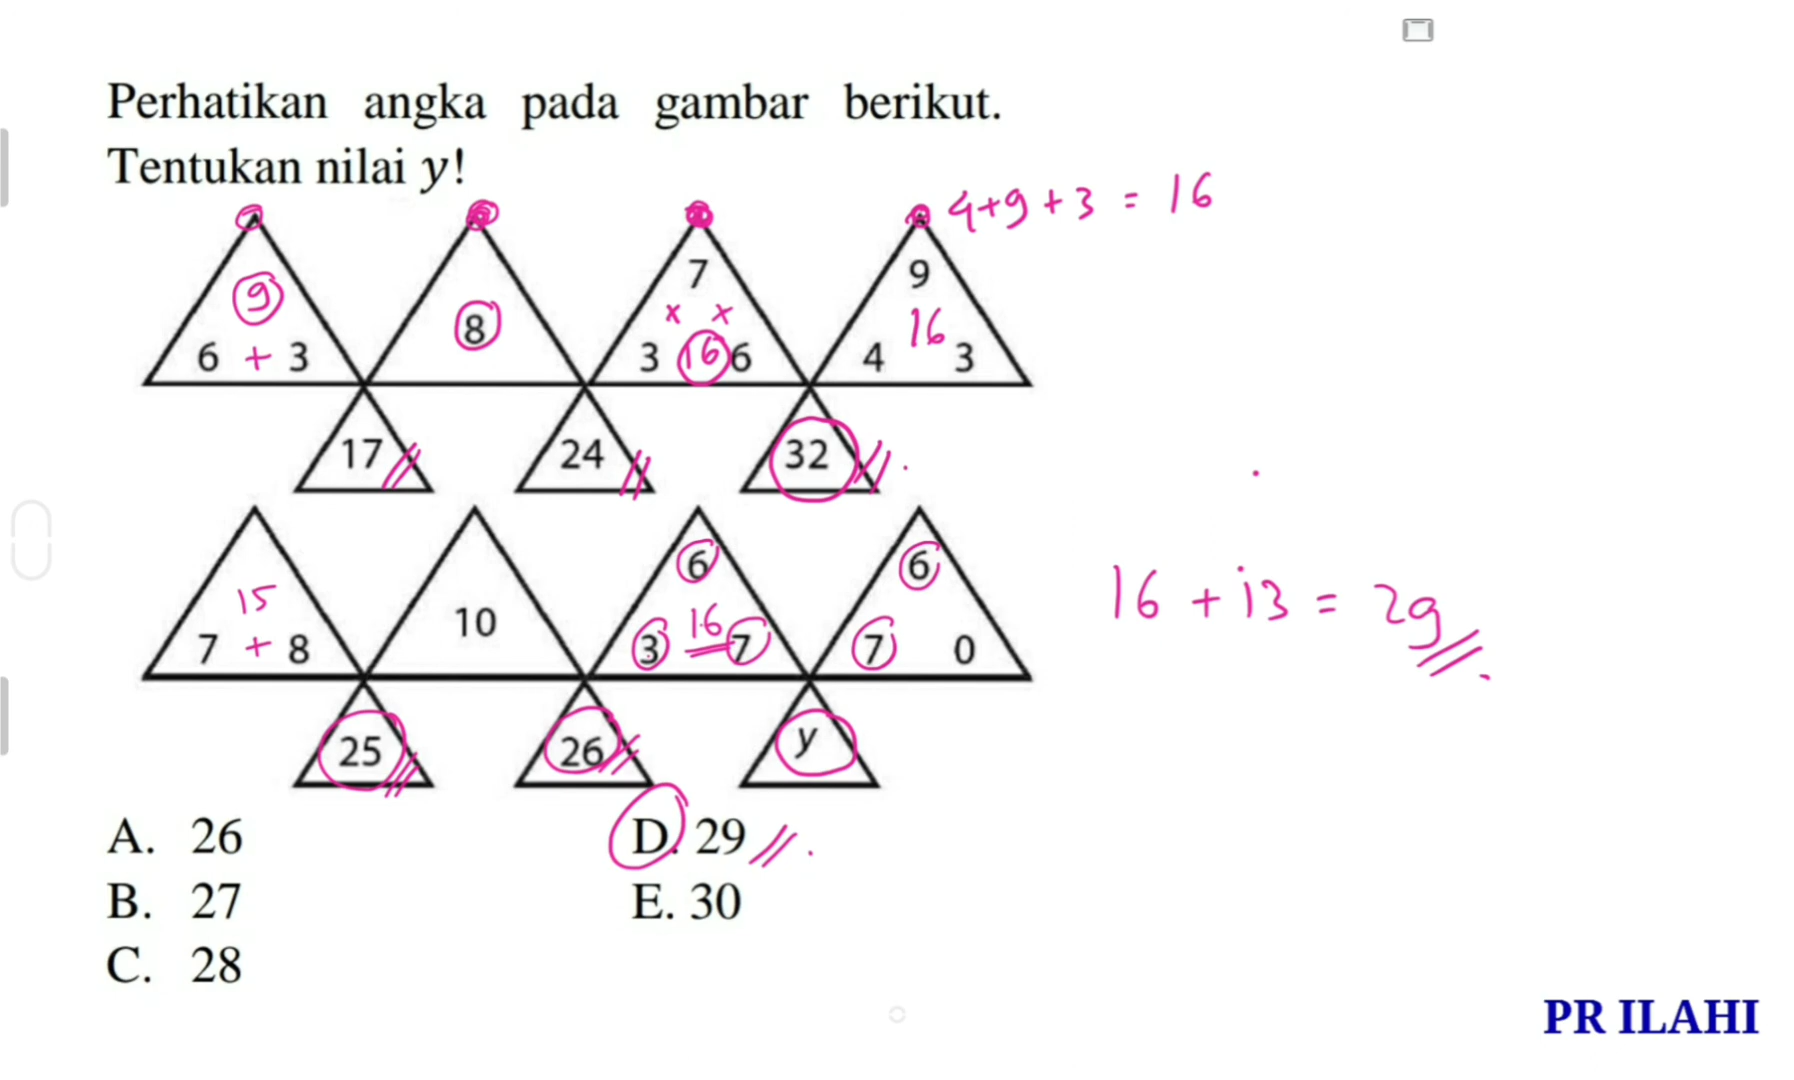 Perhatikan angka pada gambar berikut.
Tentukan nilai y!
4+9+3 = 16
9 8 7 9
× × 16
6 + 3 3 16 6 4 3
17 24 32
6 6
15 10 16
7 + 8 3 7 7 0
16 + 13 = 29
25 26 y
A. 26 D. 29
B. 27 E. 30
C. 28
PR ILAHI